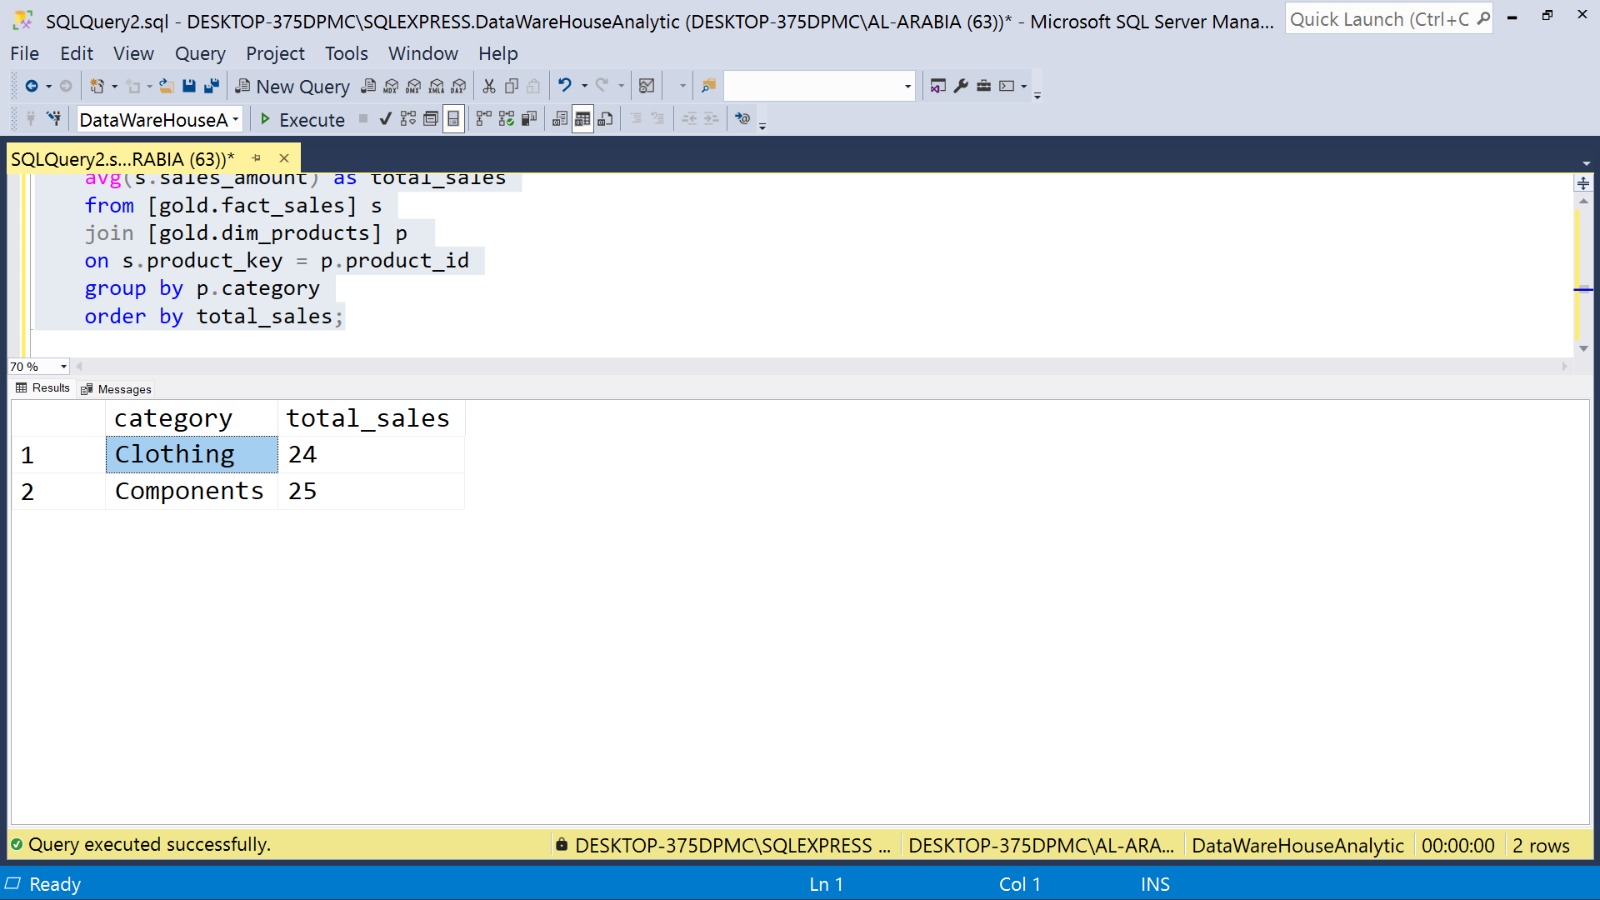 SQLQuery2.sql - DESKTOP-375DPMC\SQLEXPRESS.DataWareHouseAnalytic (DESKTOP-375DPMC\AL-ARABIA (63))* - Microsoft SQL Server Mana...
Quick Launch (Ctrl+C
File Edit View Query Project Tools Window Help
New Query
DataWareHouseA Execute
SQLQuery2.s...RABIA (63))*
avg(s.sales_amount) as total_sales
from [gold.fact_sales] s
join [gold.dim_products] p
on s.product_key = p.product_id
group by p.category
order by total_sales;
70 %
Results Messages
category total_sales
1 Clothing 24
2 Components 25
Query executed successfully. DESKTOP-375DPMC\SQLEXPRESS ... DESKTOP-375DPMC\AL-ARA... DataWareHouseAnalytic 00:00:00 2 rows
Ready Ln 1 Col 1 INS